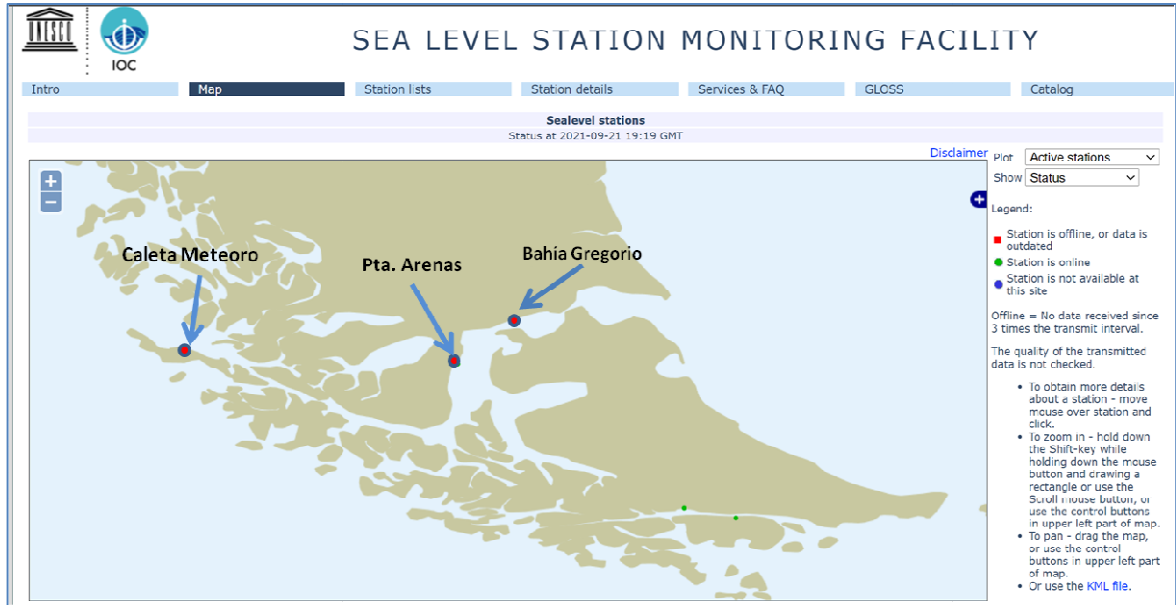 UNESCO
IOC
SEA LEVEL STATION MONITORING FACILITY
Intro Map Station lists Station details Services & FAQ GLOSS Catalog
Sealevel stations
Status at 2021-09-21 19:19 GMT
Disclaimer
Plot Active stations
Show Status
+
−
+
Caleta Meteoro
Pta. Arenas
Bahía Gregorio
Legend:
Station is offline, or data is
outdated
Station is online
Station is not available at
this site
Offline = No data received since
3 times the transmit interval.
The quality of the transmitted
data is not checked.
• To obtain more details
about a station - move
mouse over station and
click.
• To zoom in - hold down
the Shift-key while
holding down the mouse
button and drawing a
rectangle or use the
Scroll mouse button, or
use the control buttons
in upper left part of map.
• To pan - drag the map,
or use the control
buttons in upper left part
of map.
• Or use the KML file.